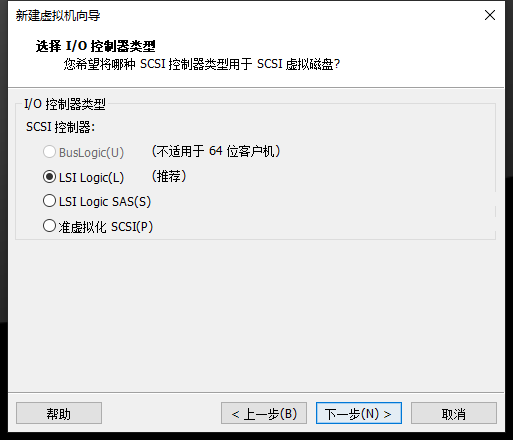 新建虚拟机向导
选择 I/O 控制器类型
您希望将哪种 SCSI 控制器类型用于 SCSI 虚拟磁盘?
I/O 控制器类型
SCSI 控制器:
BusLogic(U) (不适用于 64 位客户机)
LSI Logic(L) (推荐)
LSI Logic SAS(S)
准虚拟化 SCSI(P)
帮助 < 上一步(B) 下一步(N) > 取消